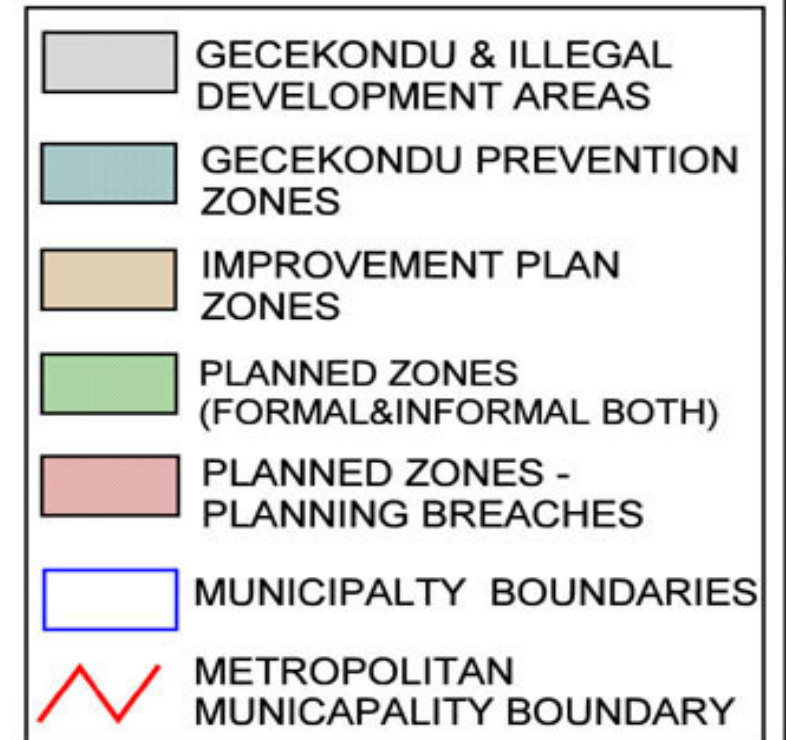 GECEKONDU & ILLEGAL
DEVELOPMENT AREAS
GECEKONDU PREVENTION
ZONES
IMPROVEMENT PLAN
ZONES
PLANNED ZONES
(FORMAL&INFORMAL BOTH)
PLANNED ZONES -
PLANNING BREACHES
MUNICIPALTY BOUNDARIES
METROPOLITAN
MUNICAPALITY BOUNDARY